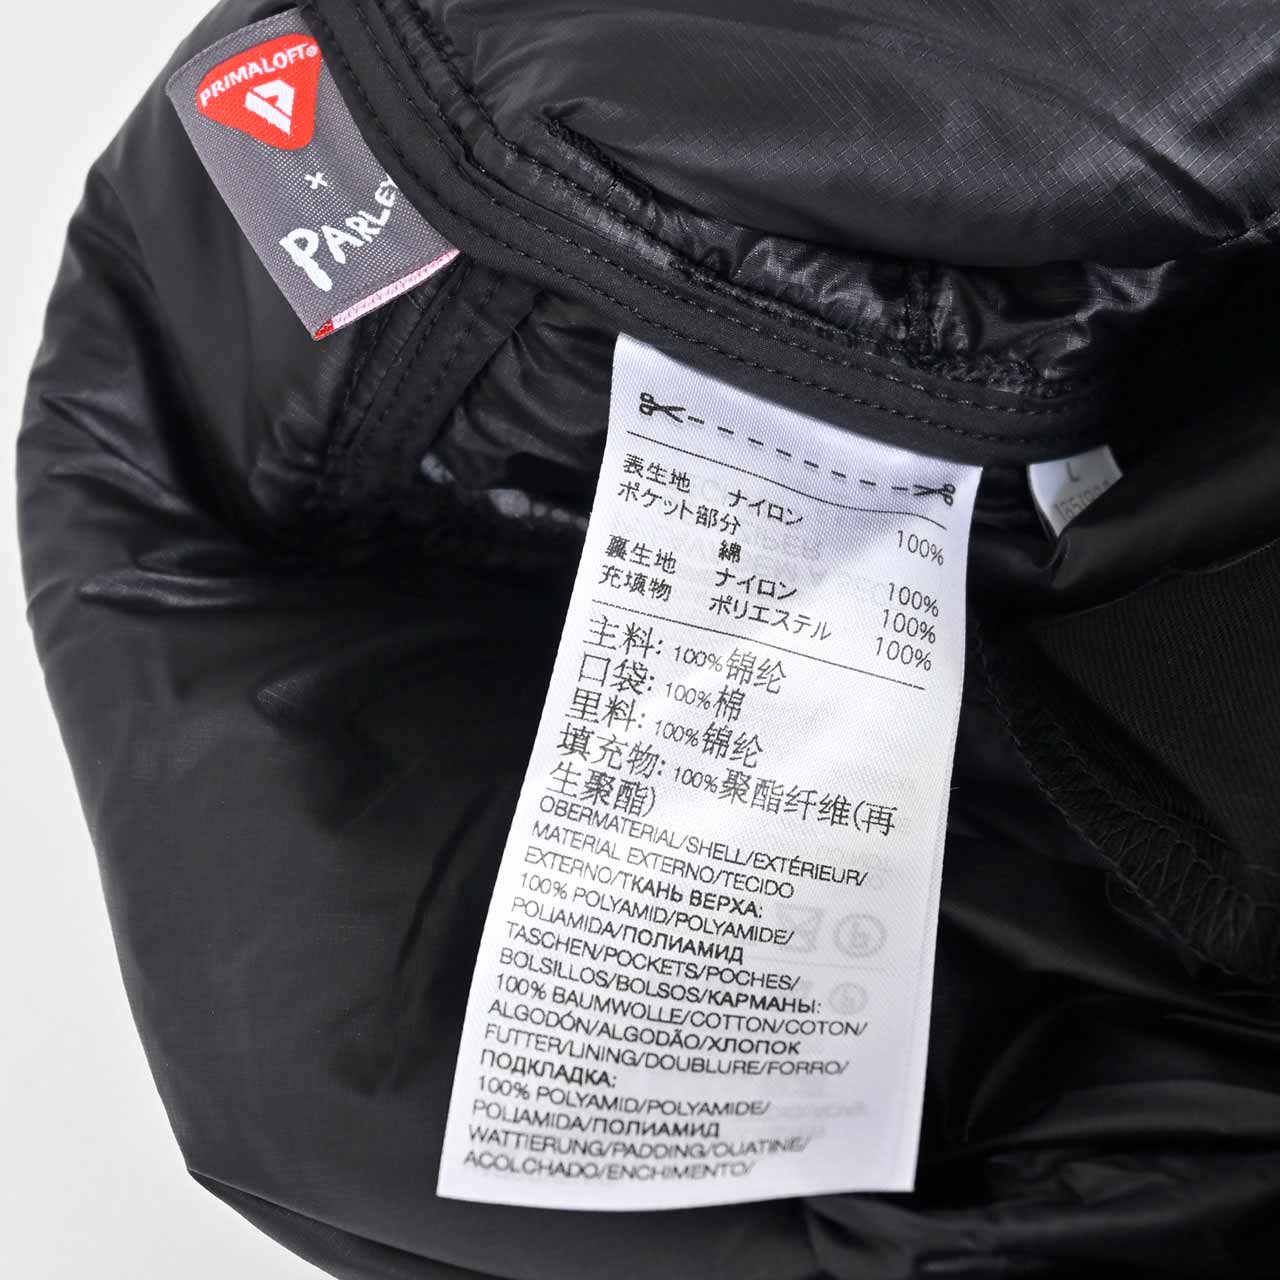 PRIMALOFT®
×
PARLEY
L
表生地 ナイロン 100%
ポケット部分
綿 100%
裏生地 ナイロン 100%
充填物 ポリエステル 100%
主料: 100%锦纶
口袋: 100%棉
里料: 100%锦纶
填充物: 100%聚酯纤维(再
生聚酯)
OBERMATERIAL/SHELL/EXTÉRIEUR/
MATERIAL EXTERNO/TECIDO
EXTERNO/ТКАНЬ ВЕРХА:
100% POLYAMID/POLYAMIDE/
POLIAMIDA/ПОЛИАМИД
TASCHEN/POCKETS/POCHES/
BOLSILLOS/BOLSOS/КАРМАНЫ:
100% BAUMWOLLE/COTTON/COTON/
ALGODÓN/ALGODÃO/ХЛОПОК
FUTTER/LINING/DOUBLURE/FORRO/
ПОДКЛАДКА:
100% POLYAMID/POLYAMIDE/
POLIAMIDA/ПОЛИАМИД
WATTIERUNG/PADDING/OUATINE/
ACOLCHADO/ENCHIMENTO/